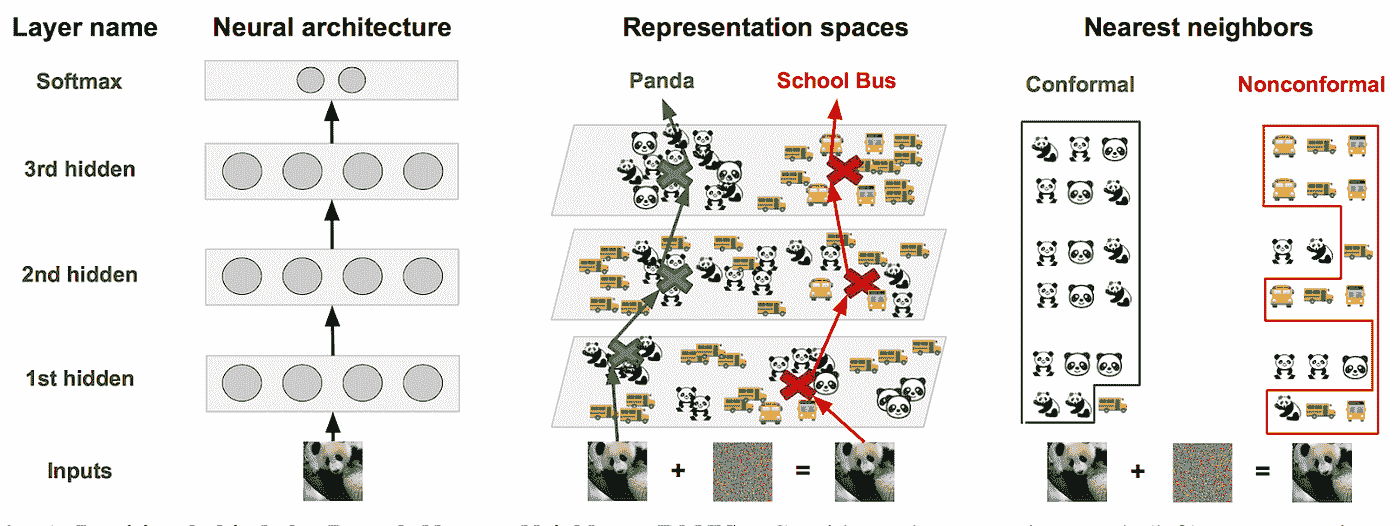 Layer name Neural architecture Representation spaces Nearest neighbors
Softmax Panda School Bus Conformal Nonconformal
3rd hidden
2nd hidden
1st hidden
Inputs + = + =